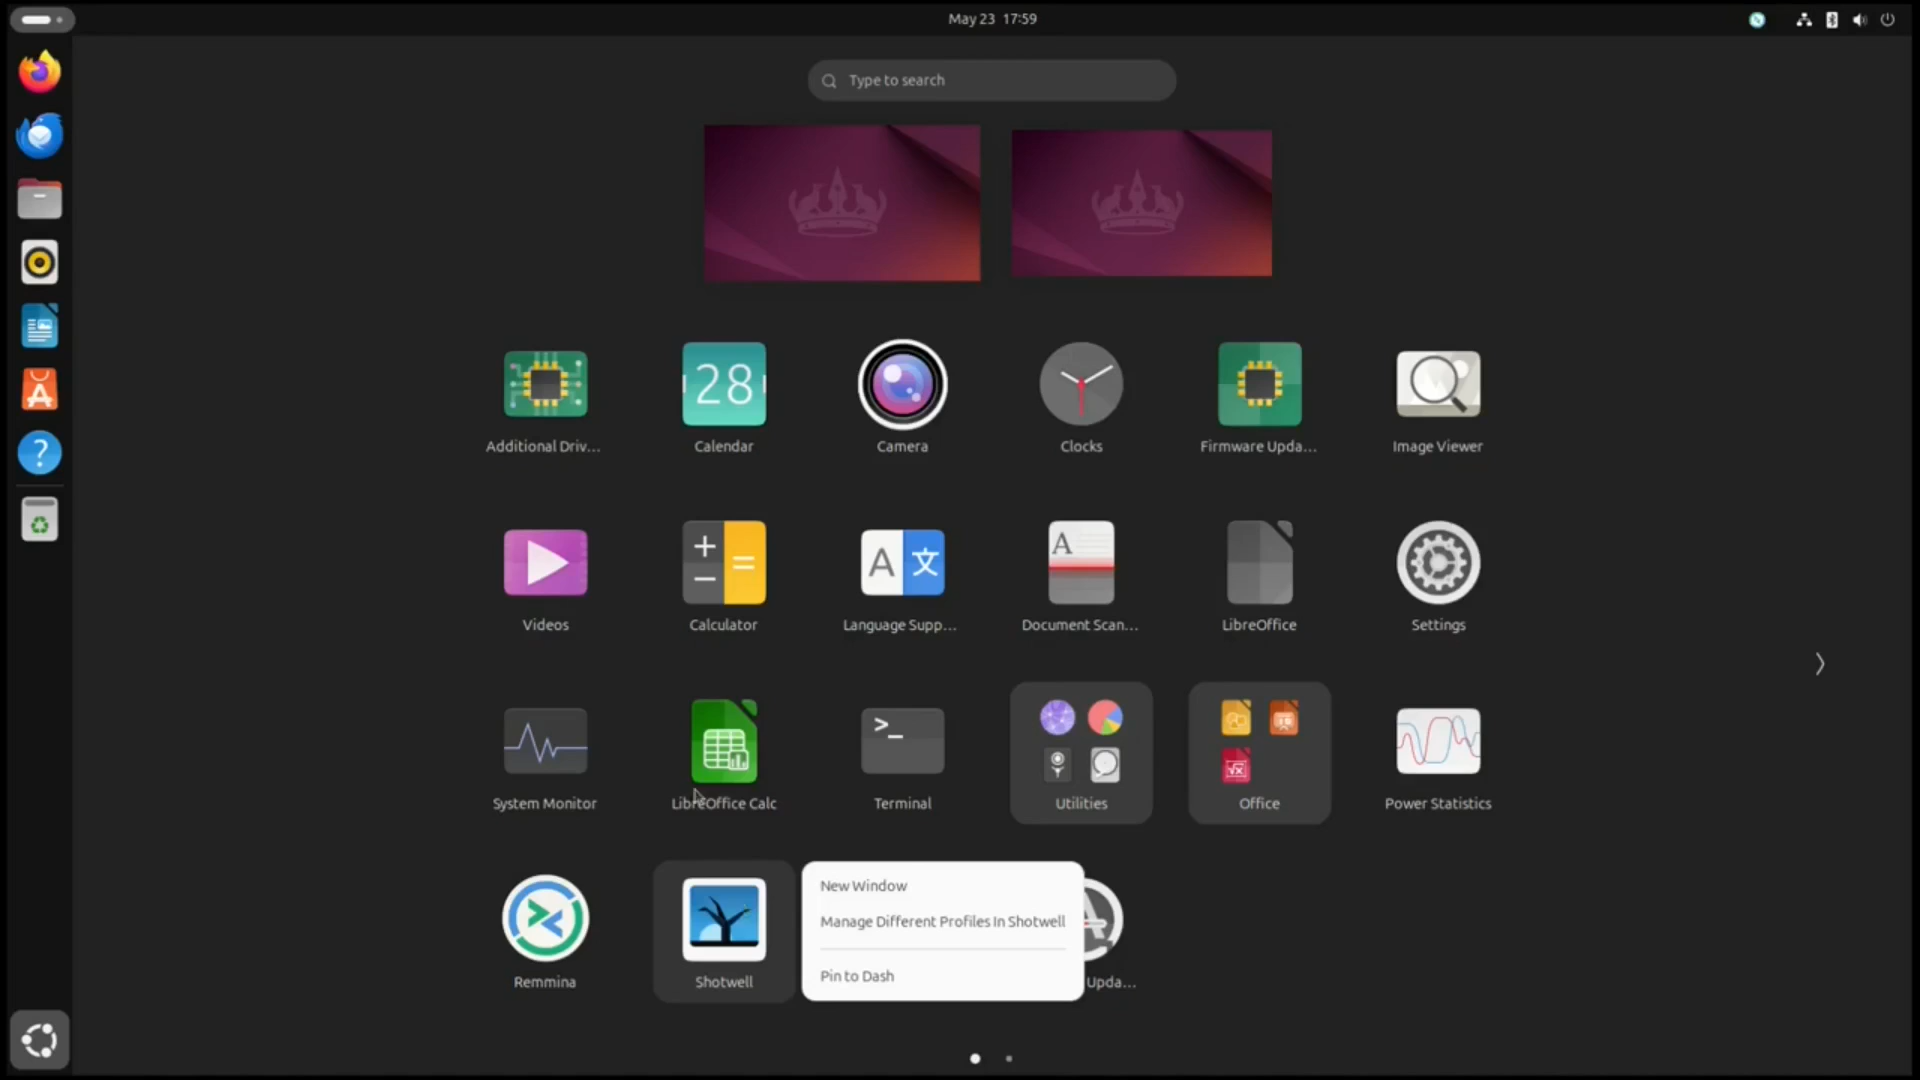 May 23 17:59
Type to search
28
Additional Driv...
Calendar
Camera
Clocks
Firmware Upda...
Image Viewer
A
A 文
Videos
Calculator
Language Supp...
Document Scan...
LibreOffice
Settings
>_
System Monitor
LibreOffice Calc
Terminal
Utilities
Office
Power Statistics
New Window
Manage Different Profiles In Shotwell
Pin to Dash
Remmina
Shotwell
Upda...